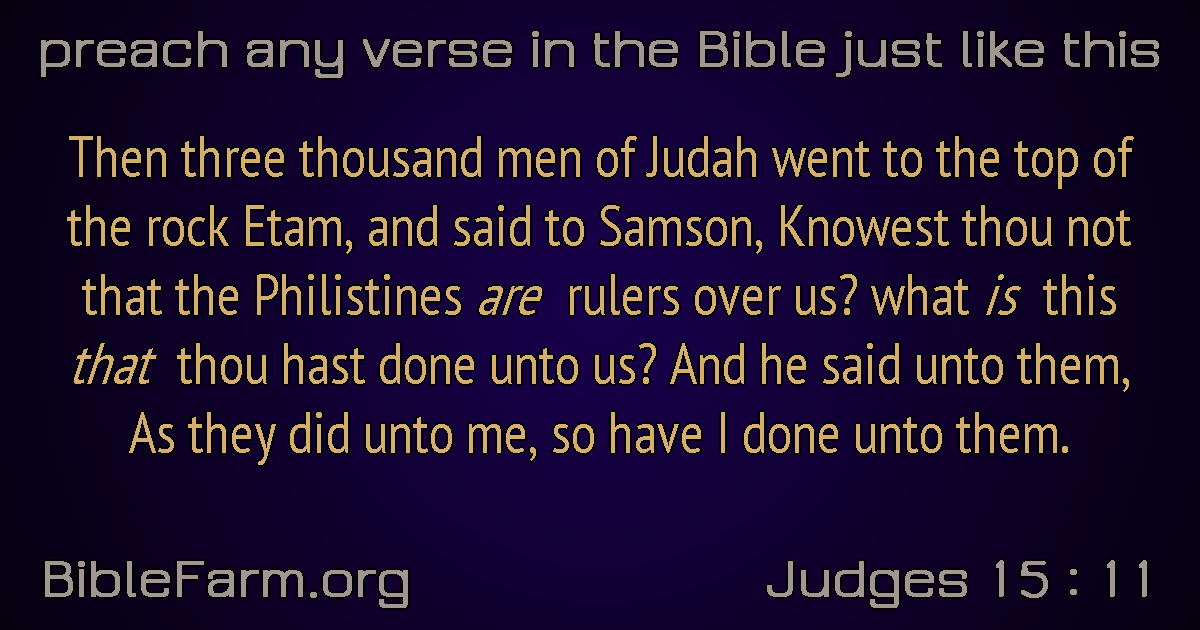 preach any verse in the Bible just like this
Then three thousand men of Judah went to the top of
the rock Etam, and said to Samson, Knowest thou not
that the Philistines are rulers over us? what is this
that thou hast done unto us? And he said unto them,
As they did unto me, so have I done unto them.
BibleFarm.org
Judges 15 : 11